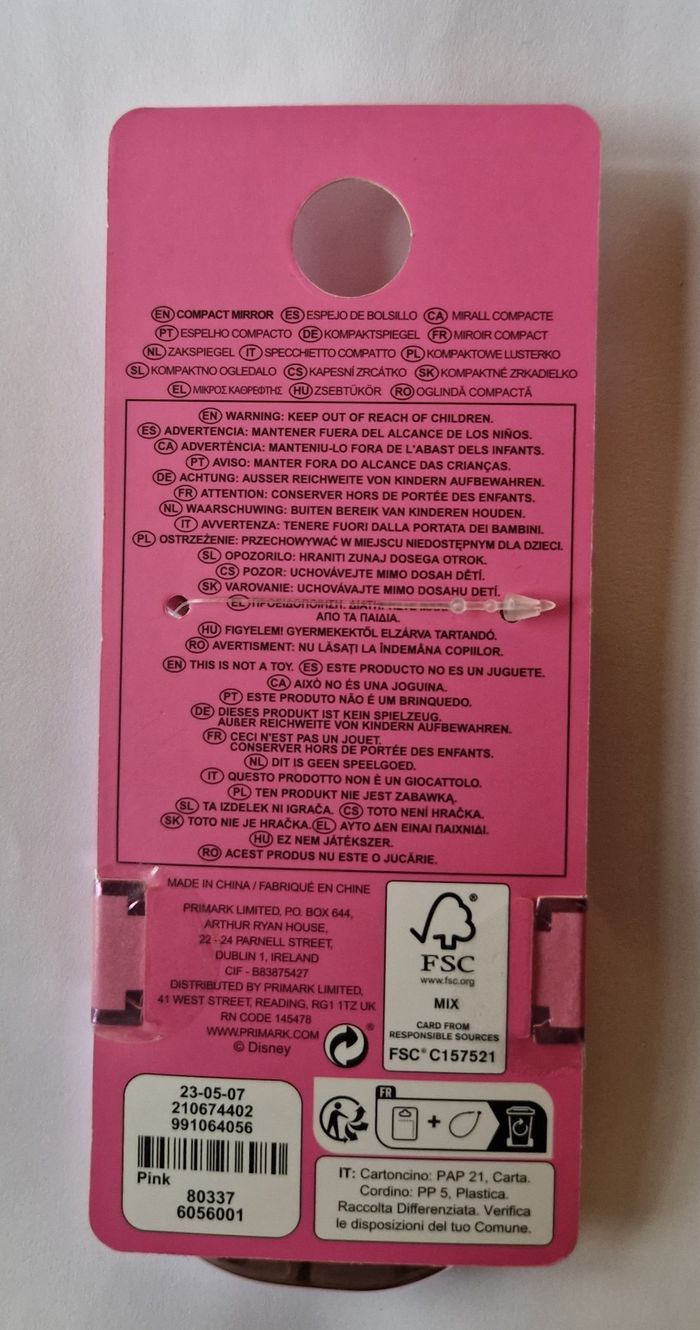 EN COMPACT MIRROR ES ESPEJO DE BOLSILLO CA MIRALL COMPACTE
PT ESPELHO COMPACTO DE KOMPAKTSPIEGEL FR MIROIR COMPACT
NL ZAKSPIEGEL IT SPECCHIETTO COMPATTO PL KOMPAKTOWE LUSTERKO
SL KOMPAKTNO OGLEDALO CS KAPESNÍ ZRCÁTKO SK KOMPAKTNÉ ZRKADIELKO
EL ΜΙΚΡΟΣ ΚΑΘΡΕΦΤΗΣ HU ZSEBTÜKÖR RO OGLINDĂ COMPACTĂ
EN WARNING: KEEP OUT OF REACH OF CHILDREN.
ES ADVERTENCIA: MANTENER FUERA DEL ALCANCE DE LOS NIÑOS.
CA ADVERTÈNCIA: MANTENIU-LO FORA DE L'ABAST DELS INFANTS.
PT AVISO: MANTER FORA DO ALCANCE DAS CRIANÇAS.
DE ACHTUNG: AUSSER REICHWEITE VON KINDERN AUFBEWAHREN.
FR ATTENTION: CONSERVER HORS DE PORTÉE DES ENFANTS.
NL WAARSCHUWING: BUITEN BEREIK VAN KINDEREN HOUDEN.
IT AVVERTENZA: TENERE FUORI DALLA PORTATA DEI BAMBINI.
PL OSTRZEŻENIE: PRZECHOWYWAĆ W MIEJSCU NIEDOSTĘPNYM DLA DZIECI.
SL OPOZORILO: HRANITI ZUNAJ DOSEGA OTROK.
CS POZOR: UCHOVÁVEJTE MIMO DOSAH DĚTÍ.
SK VAROVANIE: UCHOVÁVAJTE MIMO DOSAHU DETÍ.
EL ΠΡΟΕΙΔΟΠΟΙΗΣΗ:
ΑΠΟ ΤΑ ΠΑΙΔΙΑ.
HU FIGYELEM! GYERMEKEKTŐL ELZÁRVA TARTANDÓ.
RO AVERTISMENT: NU LĂSAȚI LA ÎNDEMÂNA COPIILOR.
EN THIS IS NOT A TOY. ES ESTE PRODUCTO NO ES UN JUGUETE.
CA AIXÒ NO ÉS UNA JOGUINA.
PT ESTE PRODUTO NÃO É UM BRINQUEDO.
DE DIESES PRODUKT IST KEIN SPIELZEUG.
AUßER REICHWEITE VON KINDERN AUFBEWAHREN.
FR CECI N'EST PAS UN JOUET.
CONSERVER HORS DE PORTÉE DES ENFANTS.
NL DIT IS GEEN SPEELGOED.
IT QUESTO PRODOTTO NON È UN GIOCATTOLO.
PL TEN PRODUKT NIE JEST ZABAWKĄ.
SL TA IZDELEK NI IGRAČA. CS TOTO NENÍ HRAČKA.
SK TOTO NIE JE HRAČKA. EL ΑΥΤΟ ΔΕΝ ΕΙΝΑΙ ΠΑΙΧΝΙΔΙ.
HU EZ NEM JÁTÉKSZER.
RO ACEST PRODUS NU ESTE O JUCĂRIE.
MADE IN CHINA / FABRIQUÉ EN CHINE
PRIMARK LIMITED, P.O. BOX 644,
ARTHUR RYAN HOUSE,
22 - 24 PARNELL STREET,
DUBLIN 1, IRELAND
CIF - B83875427
DISTRIBUTED BY PRIMARK LIMITED,
41 WEST STREET, READING, RG1 1TZ UK
RN CODE 145478
WWW.PRIMARK.COM
© Disney
®
®
FSC
www.fsc.org
MIX
CARD FROM
RESPONSIBLE SOURCES
FSC® C157521
23-05-07
210674402
991064056
Pink
80337
6056001
FR
+
IT: Cartoncino: PAP 21, Carta.
Cordino: PP 5, Plastica.
Raccolta Differenziata. Verifica
le disposizioni del tuo Comune.